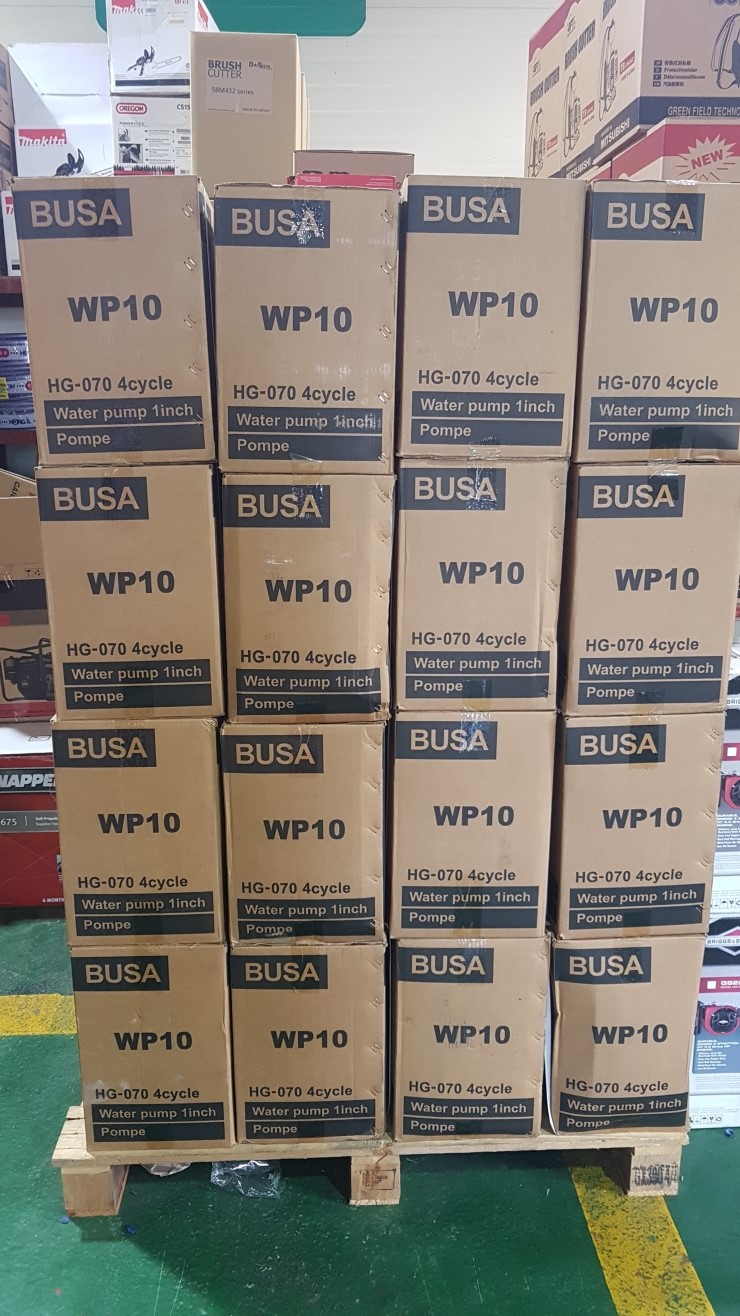 makita
BRUSH
CUTTER
SBM432 series
OREGON
makita
BRUSH CUTTER
MITSUBISHI
GREEN FIELD TECHNO
NEW
BUSA
WP10
HG-070 4cycle
Water pump 1inch
Pompe
BUSA
WP10
HG-070 4cycle
Water pump 1inch
Pompe
BUSA
WP10
HG-070 4cycle
Water pump 1inch
Pompe
BUSA
WP10
HG-070 4cycle
Water pump 1inch
Pompe
BUSA
WP10
HG-070 4cycle
Water pump 1inch
Pompe
BUSA
WP10
HG-070 4cycle
Water pump 1inch
Pompe
BUSA
WP10
HG-070 4cycle
Water pump 1inch
Pompe
BUSA
WP10
HG-070 4cycle
Water pump 1inch
Pompe
BUSA
WP10
HG-070 4cycle
Water pump 1inch
Pompe
BUSA
WP10
HG-070 4cycle
Water pump 1inch
Pompe
BUSA
WP10
HG-070 4cycle
Water pump 1inch
Pompe
BUSA
WP10
HG-070 4cycle
Water pump 1inch
Pompe
BUSA
WP10
HG-070 4cycle
Water pump 1inch
Pompe
BUSA
WP10
HG-070 4cycle
Water pump 1inch
Pompe
BUSA
WP10
HG-070 4cycle
Water pump 1inch
Pompe
BUSA
WP10
HG-070 4cycle
Water pump 1inch
Pompe
NAPPE
675